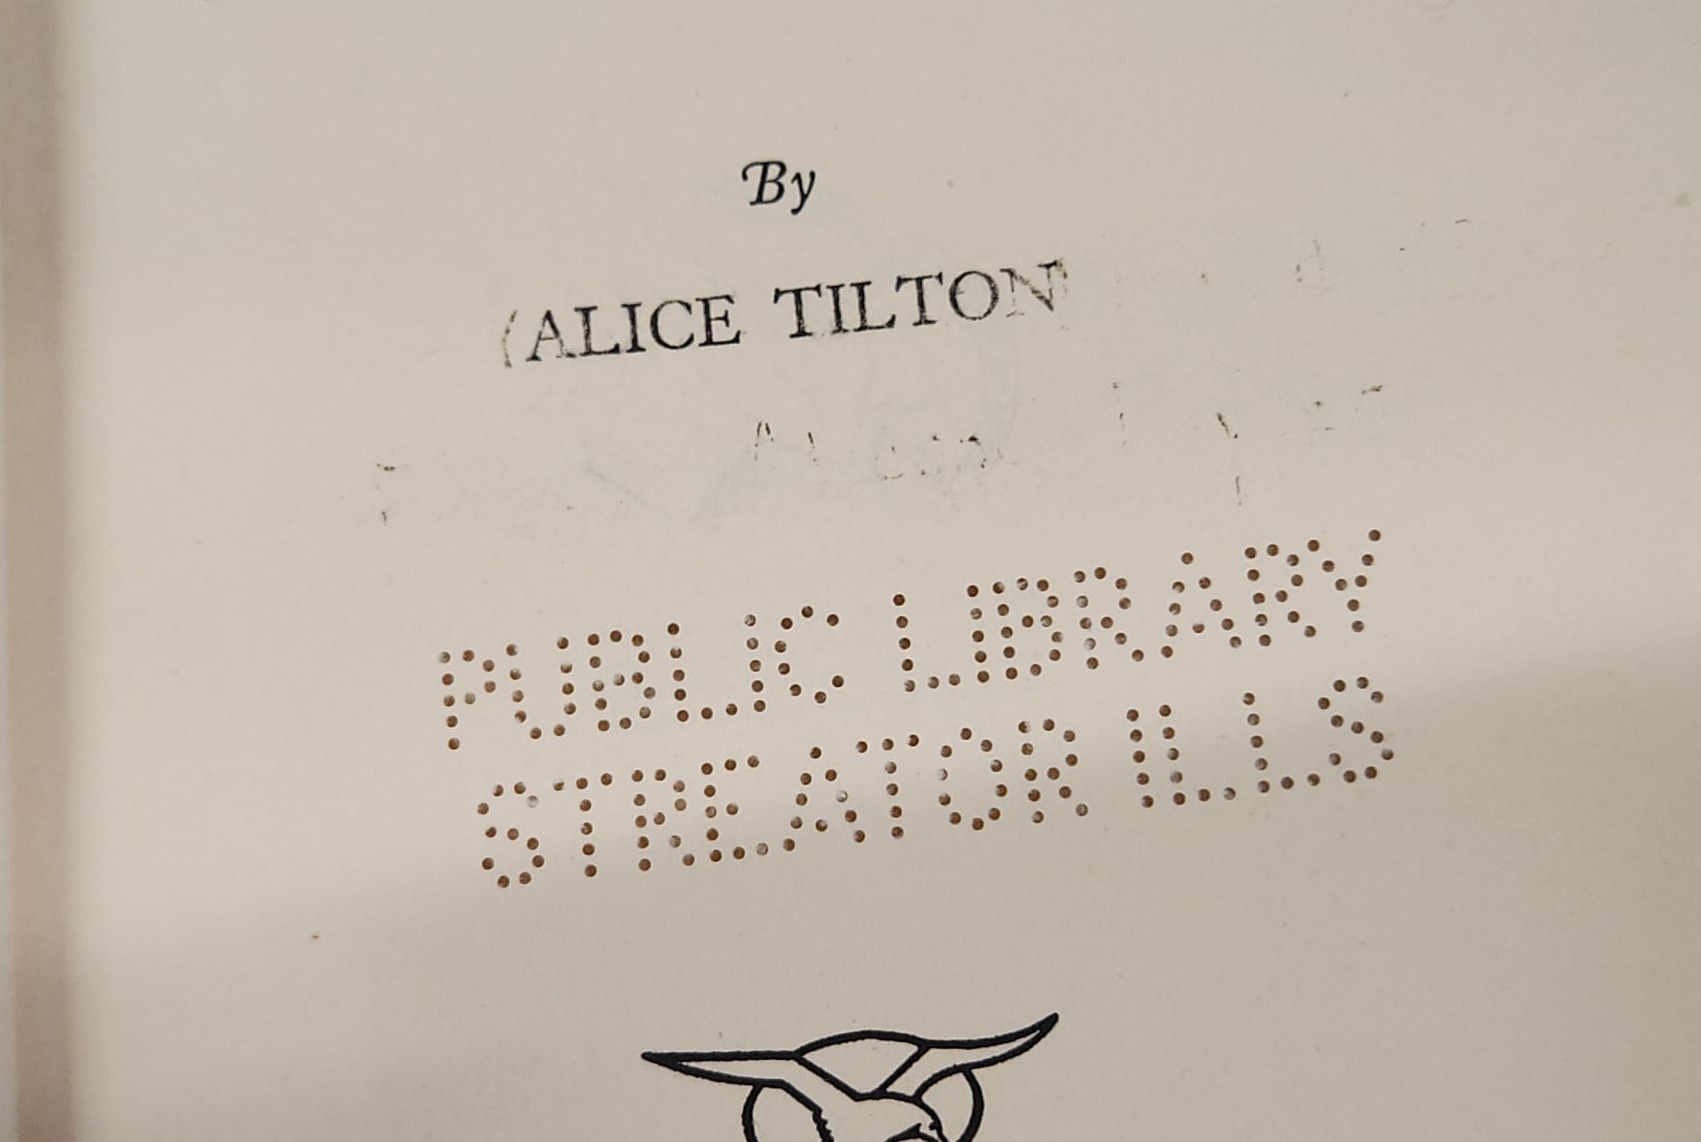 By
(ALICE TILTON)
PUBLIC LIBRARY
STREATOR ILLS